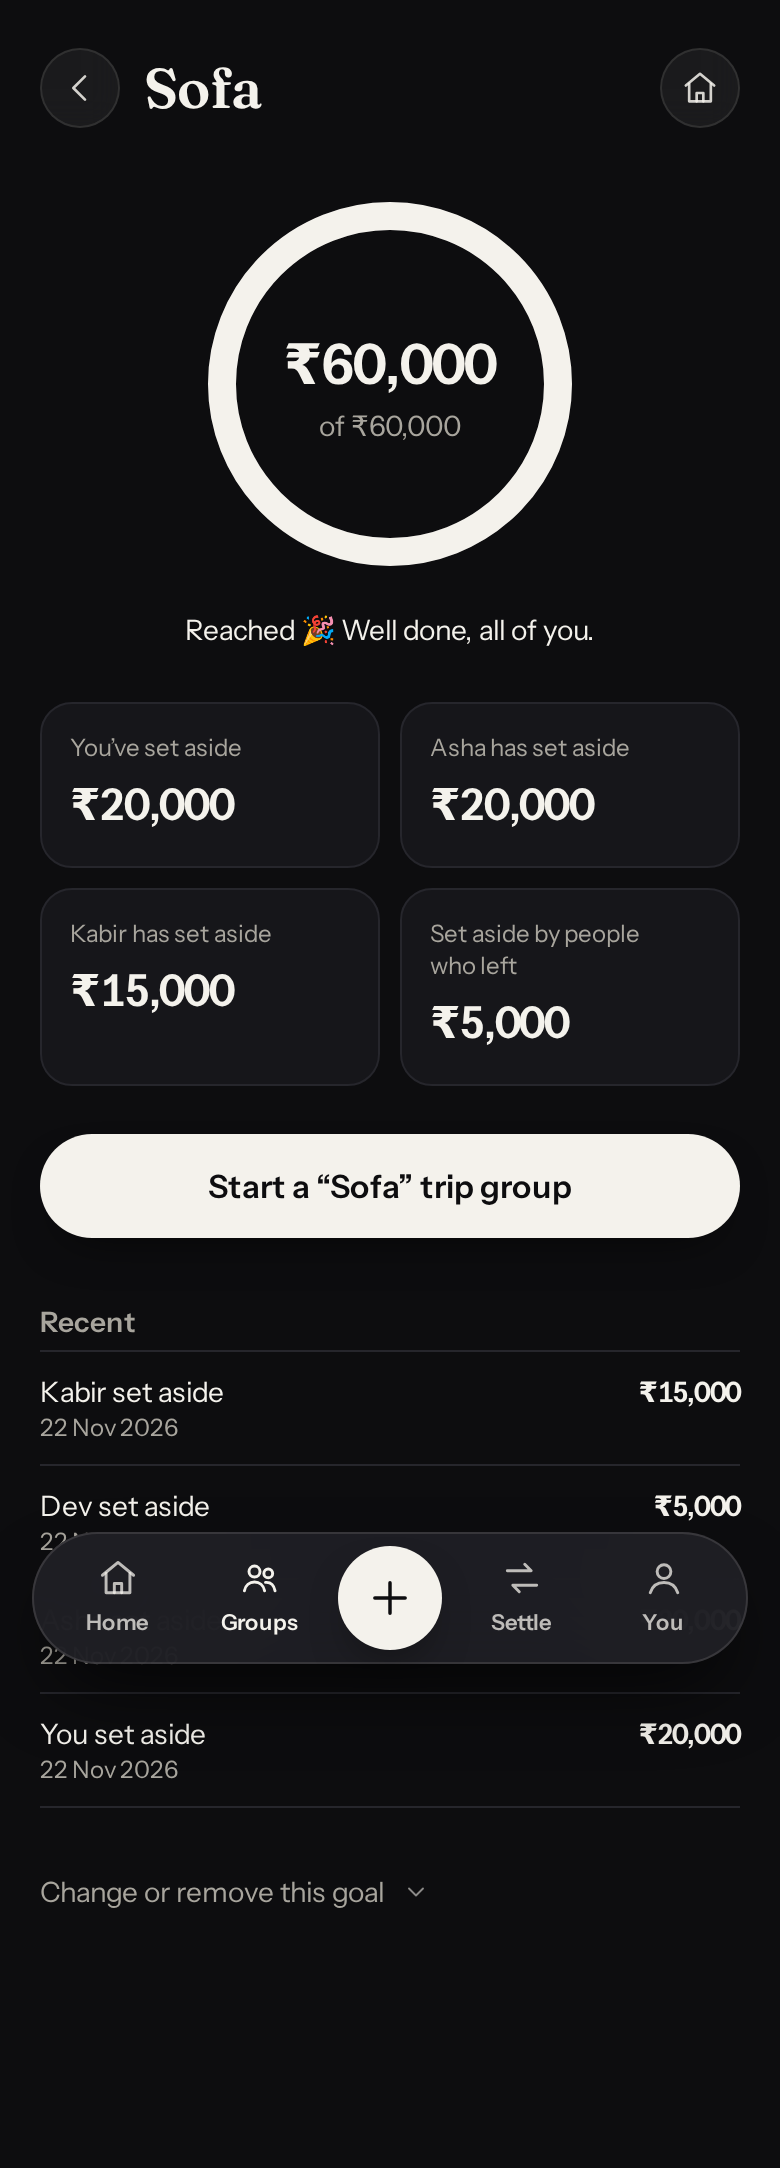 Sofa
₹60,000
of ₹60,000
Reached 🎉 Well done, all of you.
You’ve set aside
₹20,000
Asha has set aside
₹20,000
Kabir has set aside
₹15,000
Set aside by people
who left
₹5,000
Start a “Sofa” trip group
Recent
Kabir set aside
₹15,000
22 Nov 2026
Dev set aside
₹5,000
Home
Groups
Settle
You
22 Nov 2026
You set aside
₹20,000
22 Nov 2026
Change or remove this goal